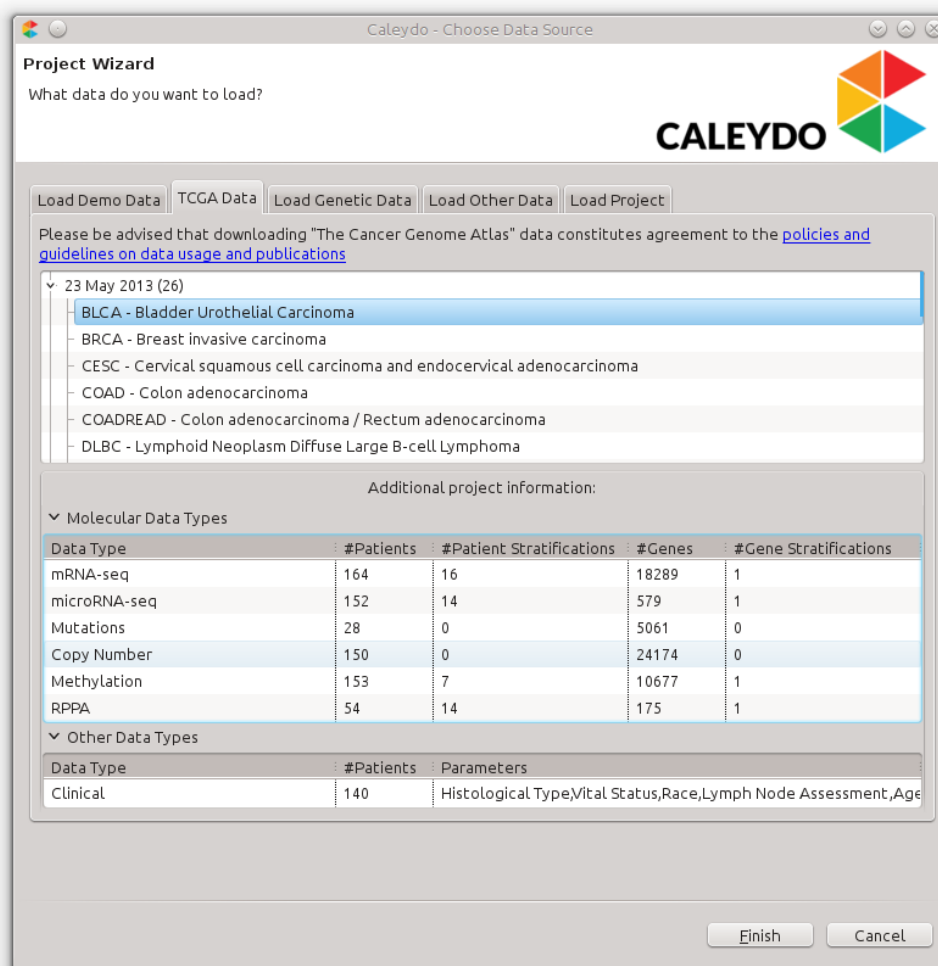 Caleydo - Choose Data Source
Project Wizard
What data do you want to load?
CALEYDO
Load Demo Data TCGA Data Load Genetic Data Load Other Data Load Project
Please be advised that downloading "The Cancer Genome Atlas" data constitutes agreement to the policies and
guidelines on data usage and publications
23 May 2013 (26)
BLCA - Bladder Urothelial Carcinoma
BRCA - Breast invasive carcinoma
CESC - Cervical squamous cell carcinoma and endocervical adenocarcinoma
COAD - Colon adenocarcinoma
COADREAD - Colon adenocarcinoma / Rectum adenocarcinoma
DLBC - Lymphoid Neoplasm Diffuse Large B-cell Lymphoma
Additional project information:
Molecular Data Types
Data Type #Patients #Patient Stratifications #Genes #Gene Stratifications
mRNA-seq 164 16 18289 1
microRNA-seq 152 14 579 1
Mutations 28 0 5061 0
Copy Number 150 0 24174 0
Methylation 153 7 10677 1
RPPA 54 14 175 1
Other Data Types
Data Type #Patients Parameters
Clinical 140 Histological Type,Vital Status,Race,Lymph Node Assessment,Age
Finish Cancel